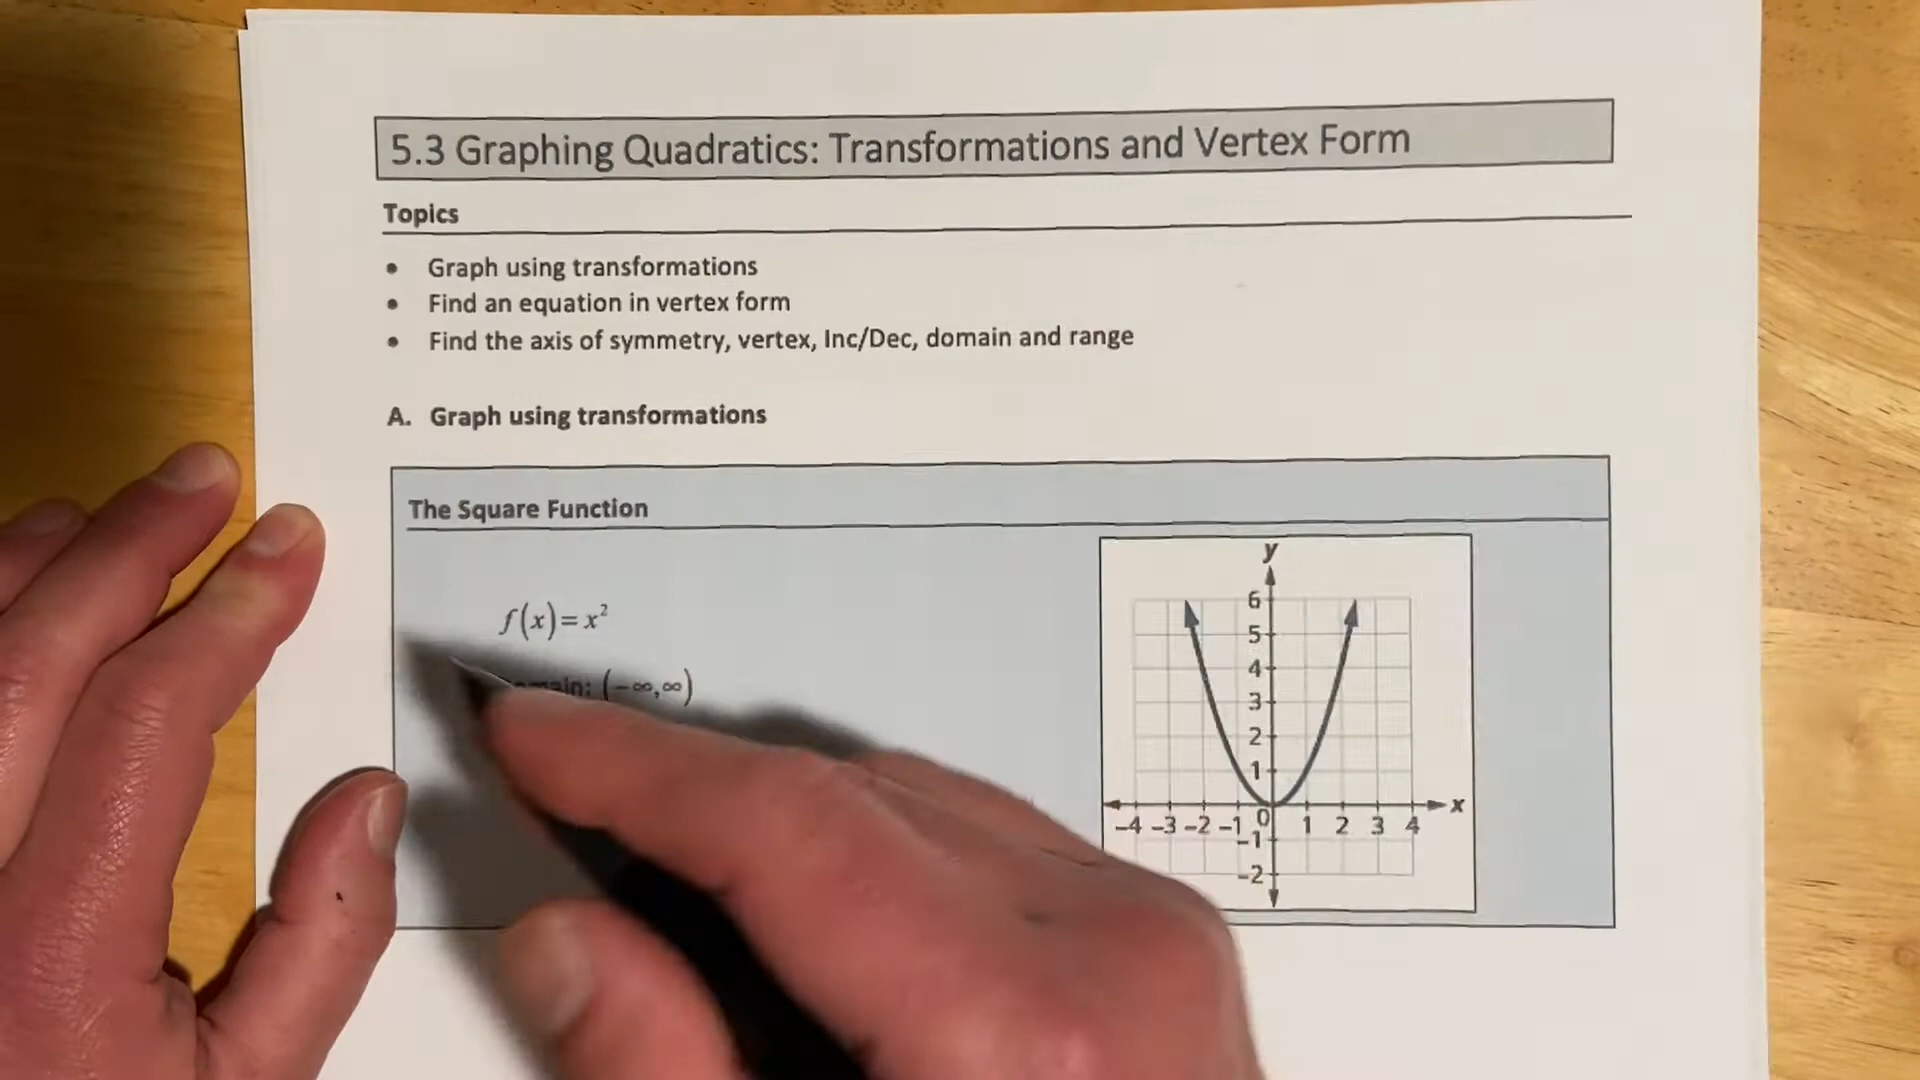 5.3 Graphing Quadratics: Transformations and Vertex Form
Topics
• Graph using transformations
• Find an equation in vertex form
• Find the axis of symmetry, vertex, Inc/Dec, domain and range
A. Graph using transformations
The Square Function
f(x)=x²
(-∞,∞)
y
6
5
4
3
2
1
x
-4 -3 -2 -1 0 1 2 3 4
-1
-2